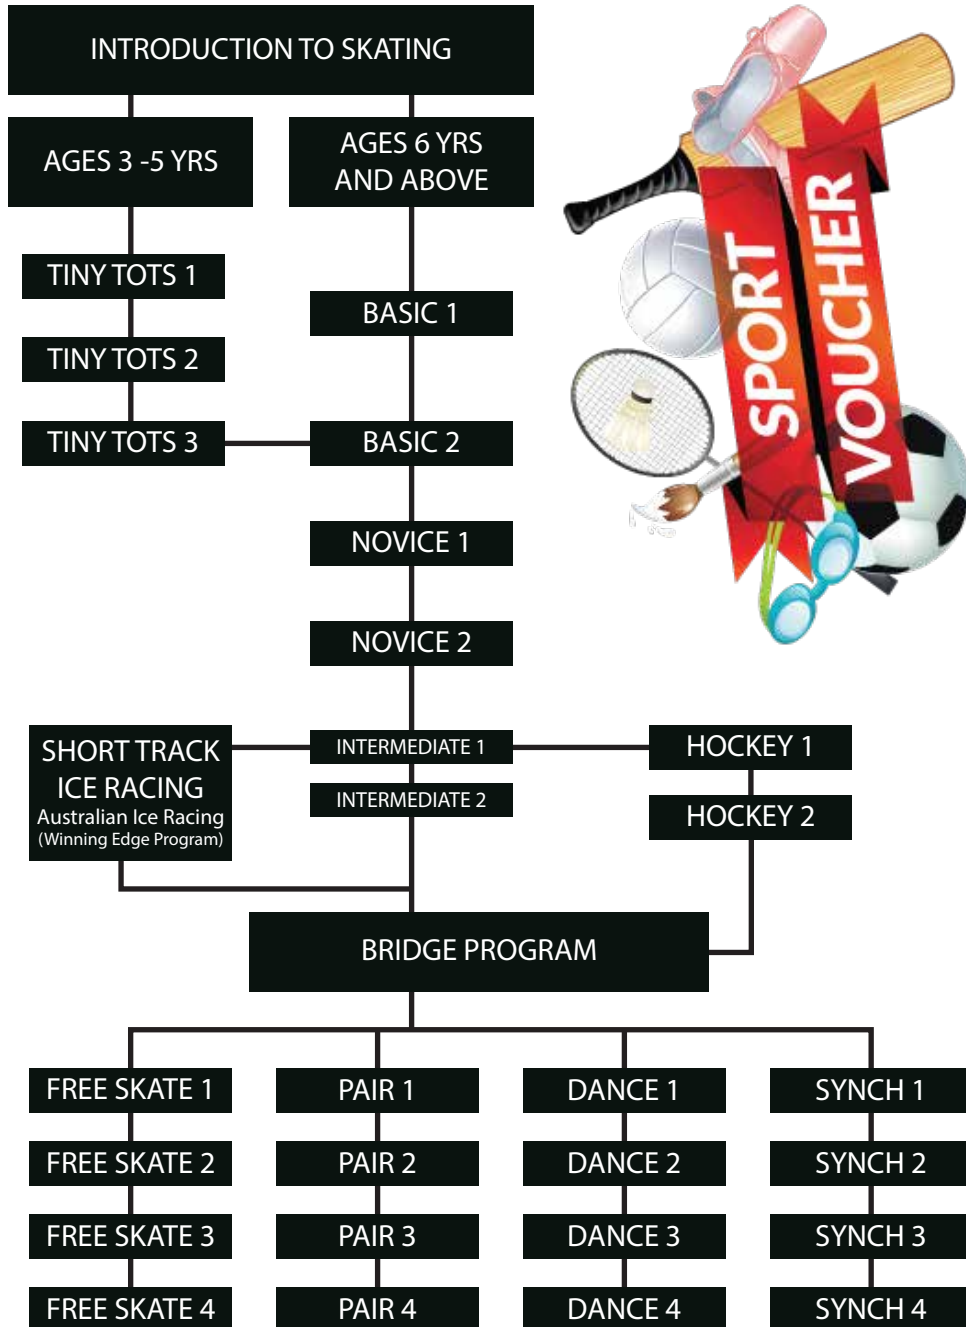 INTRODUCTION TO SKATING
AGES 3 -5 YRS
AGES 6 YRS
AND ABOVE
TINY TOTS 1
BASIC 1
TINY TOTS 2
TINY TOTS 3
BASIC 2
NOVICE 1
NOVICE 2
SPORT
VOUCHER
SHORT TRACK
ICE RACING
Australian Ice Racing
(Winning Edge Program)
INTERMEDIATE 1
INTERMEDIATE 2
HOCKEY 1
HOCKEY 2
BRIDGE PROGRAM
FREE SKATE 1
PAIR 1
DANCE 1
SYNCH 1
FREE SKATE 2
PAIR 2
DANCE 2
SYNCH 2
FREE SKATE 3
PAIR 3
DANCE 3
SYNCH 3
FREE SKATE 4
PAIR 4
DANCE 4
SYNCH 4